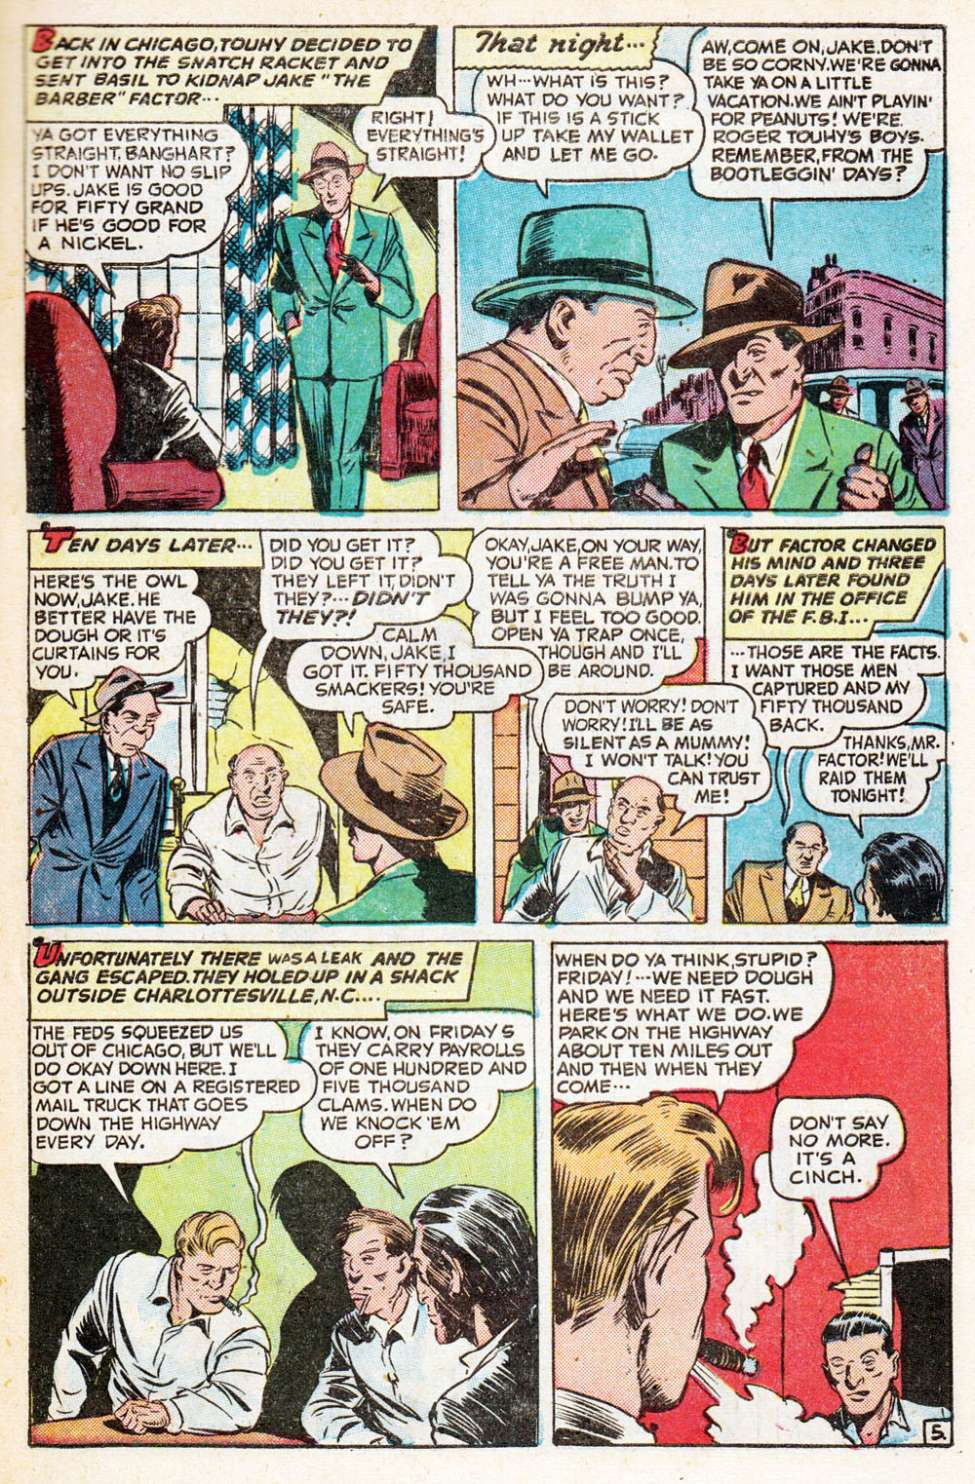 BACK IN CHICAGO, TOUHY DECIDED TO
GET INTO THE SNATCH RACKET AND
SENT BASIL TO KIDNAP JAKE "THE
BARBER" FACTOR...
YA GOT EVERYTHING
STRAIGHT, BANGHART?
I DON'T WANT NO SLIP
UPS. JAKE IS GOOD
FOR FIFTY GRAND
IF HE'S GOOD FOR
A NICKEL.
RIGHT!
EVERYTHING'S
STRAIGHT!
That night...
WH---WHAT IS THIS?
WHAT DO YOU WANT?
IF THIS IS A STICK
UP TAKE MY WALLET
AND LET ME GO.
AW, COME ON, JAKE. DON'T
BE SO CORNY. WE'RE GONNA
TAKE YA ON A LITTLE
VACATION. WE AIN'T PLAYIN'
FOR PEANUTS! WE'RE
ROGER TOUHY'S BOYS.
REMEMBER, FROM THE
BOOTLEGGIN' DAYS?
TEN DAYS LATER...
HERE'S THE OWL
NOW, JAKE. HE
BETTER HAVE THE
DOUGH OR IT'S
CURTAINS FOR
YOU.
DID YOU GET IT?
DID YOU GET IT?
THEY LEFT IT, DIDN'T
THEY?--- DIDN'T
THEY?!
CALM
DOWN, JAKE, I
GOT IT. FIFTY THOUSAND
SMACKERS! YOU'RE
SAFE.
OKAY, JAKE, ON YOUR WAY,
YOU'RE A FREE MAN. TO
TELL YA THE TRUTH I
WAS GONNA BUMP YA,
BUT I FEEL TOO GOOD.
OPEN YA TRAP ONCE,
THOUGH AND I'LL
BE AROUND.
DON'T WORRY! DON'T
WORRY! I'LL BE AS
SILENT AS A MUMMY!
I WON'T TALK! YOU
CAN TRUST
ME!
BUT FACTOR CHANGED
HIS MIND AND THREE
DAYS LATER FOUND
HIM IN THE OFFICE
OF THE F.B.I...
---THOSE ARE THE FACTS.
I WANT THOSE MEN
CAPTURED AND MY
FIFTY THOUSAND
BACK.
THANKS, MR.
FACTOR! WE'LL
RAID THEM
TONIGHT!
UNFORTUNATELY THERE WAS A LEAK AND THE
GANG ESCAPED. THEY HOLED UP IN A SHACK
OUTSIDE CHARLOTTESVILLE, N.C....
THE FEDS SQUEEZED US
OUT OF CHICAGO, BUT WE'LL
DO OKAY DOWN HERE. I
GOT A LINE ON A REGISTERED
MAIL TRUCK THAT GOES
DOWN THE HIGHWAY
EVERY DAY.
I KNOW, ON FRIDAYS
THEY CARRY PAYROLLS
OF ONE HUNDRED AND
FIVE THOUSAND
CLAMS. WHEN DO
WE KNOCK 'EM
OFF?
WHEN DO YA THINK, STUPID?
FRIDAY!---WE NEED DOUGH
AND WE NEED IT FAST.
HERE'S WHAT WE DO. WE
PARK ON THE HIGHWAY
ABOUT TEN MILES OUT
AND THEN WHEN THEY
COME---
DON'T SAY
NO MORE.
IT'S A
CINCH.
5.